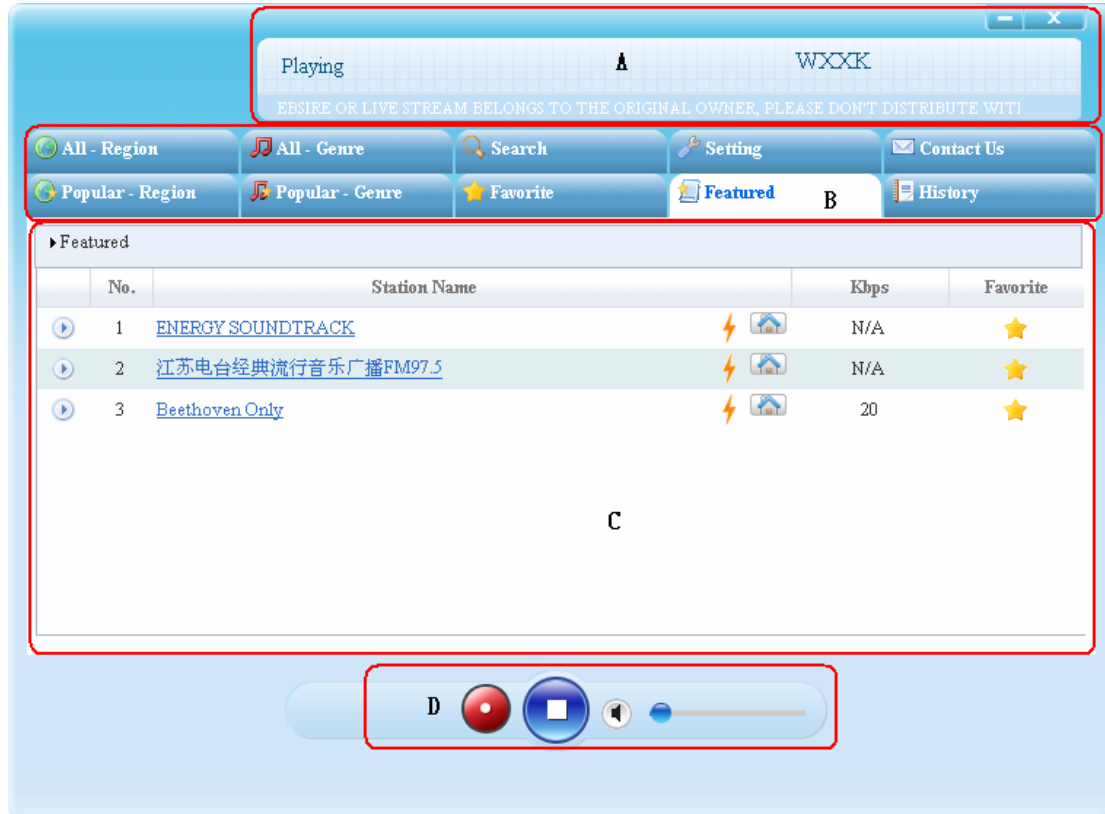 Playing A WXXK
EBSIRE OR LIVE STREAM BELONGS TO THE ORIGINAL OWNER, PLEASE DON'T DISTRIBUTE WITI
All - Region All - Genre Search Setting Contact Us
Popular - Region Popular - Genre Favorite Featured B History
Featured
No. Station Name Kbps Favorite
1 ENERGY SOUNDTRACK N/A
2 江苏电台经典流行音乐广播FM97.5 N/A
3 Beethoven Only 20
C
D